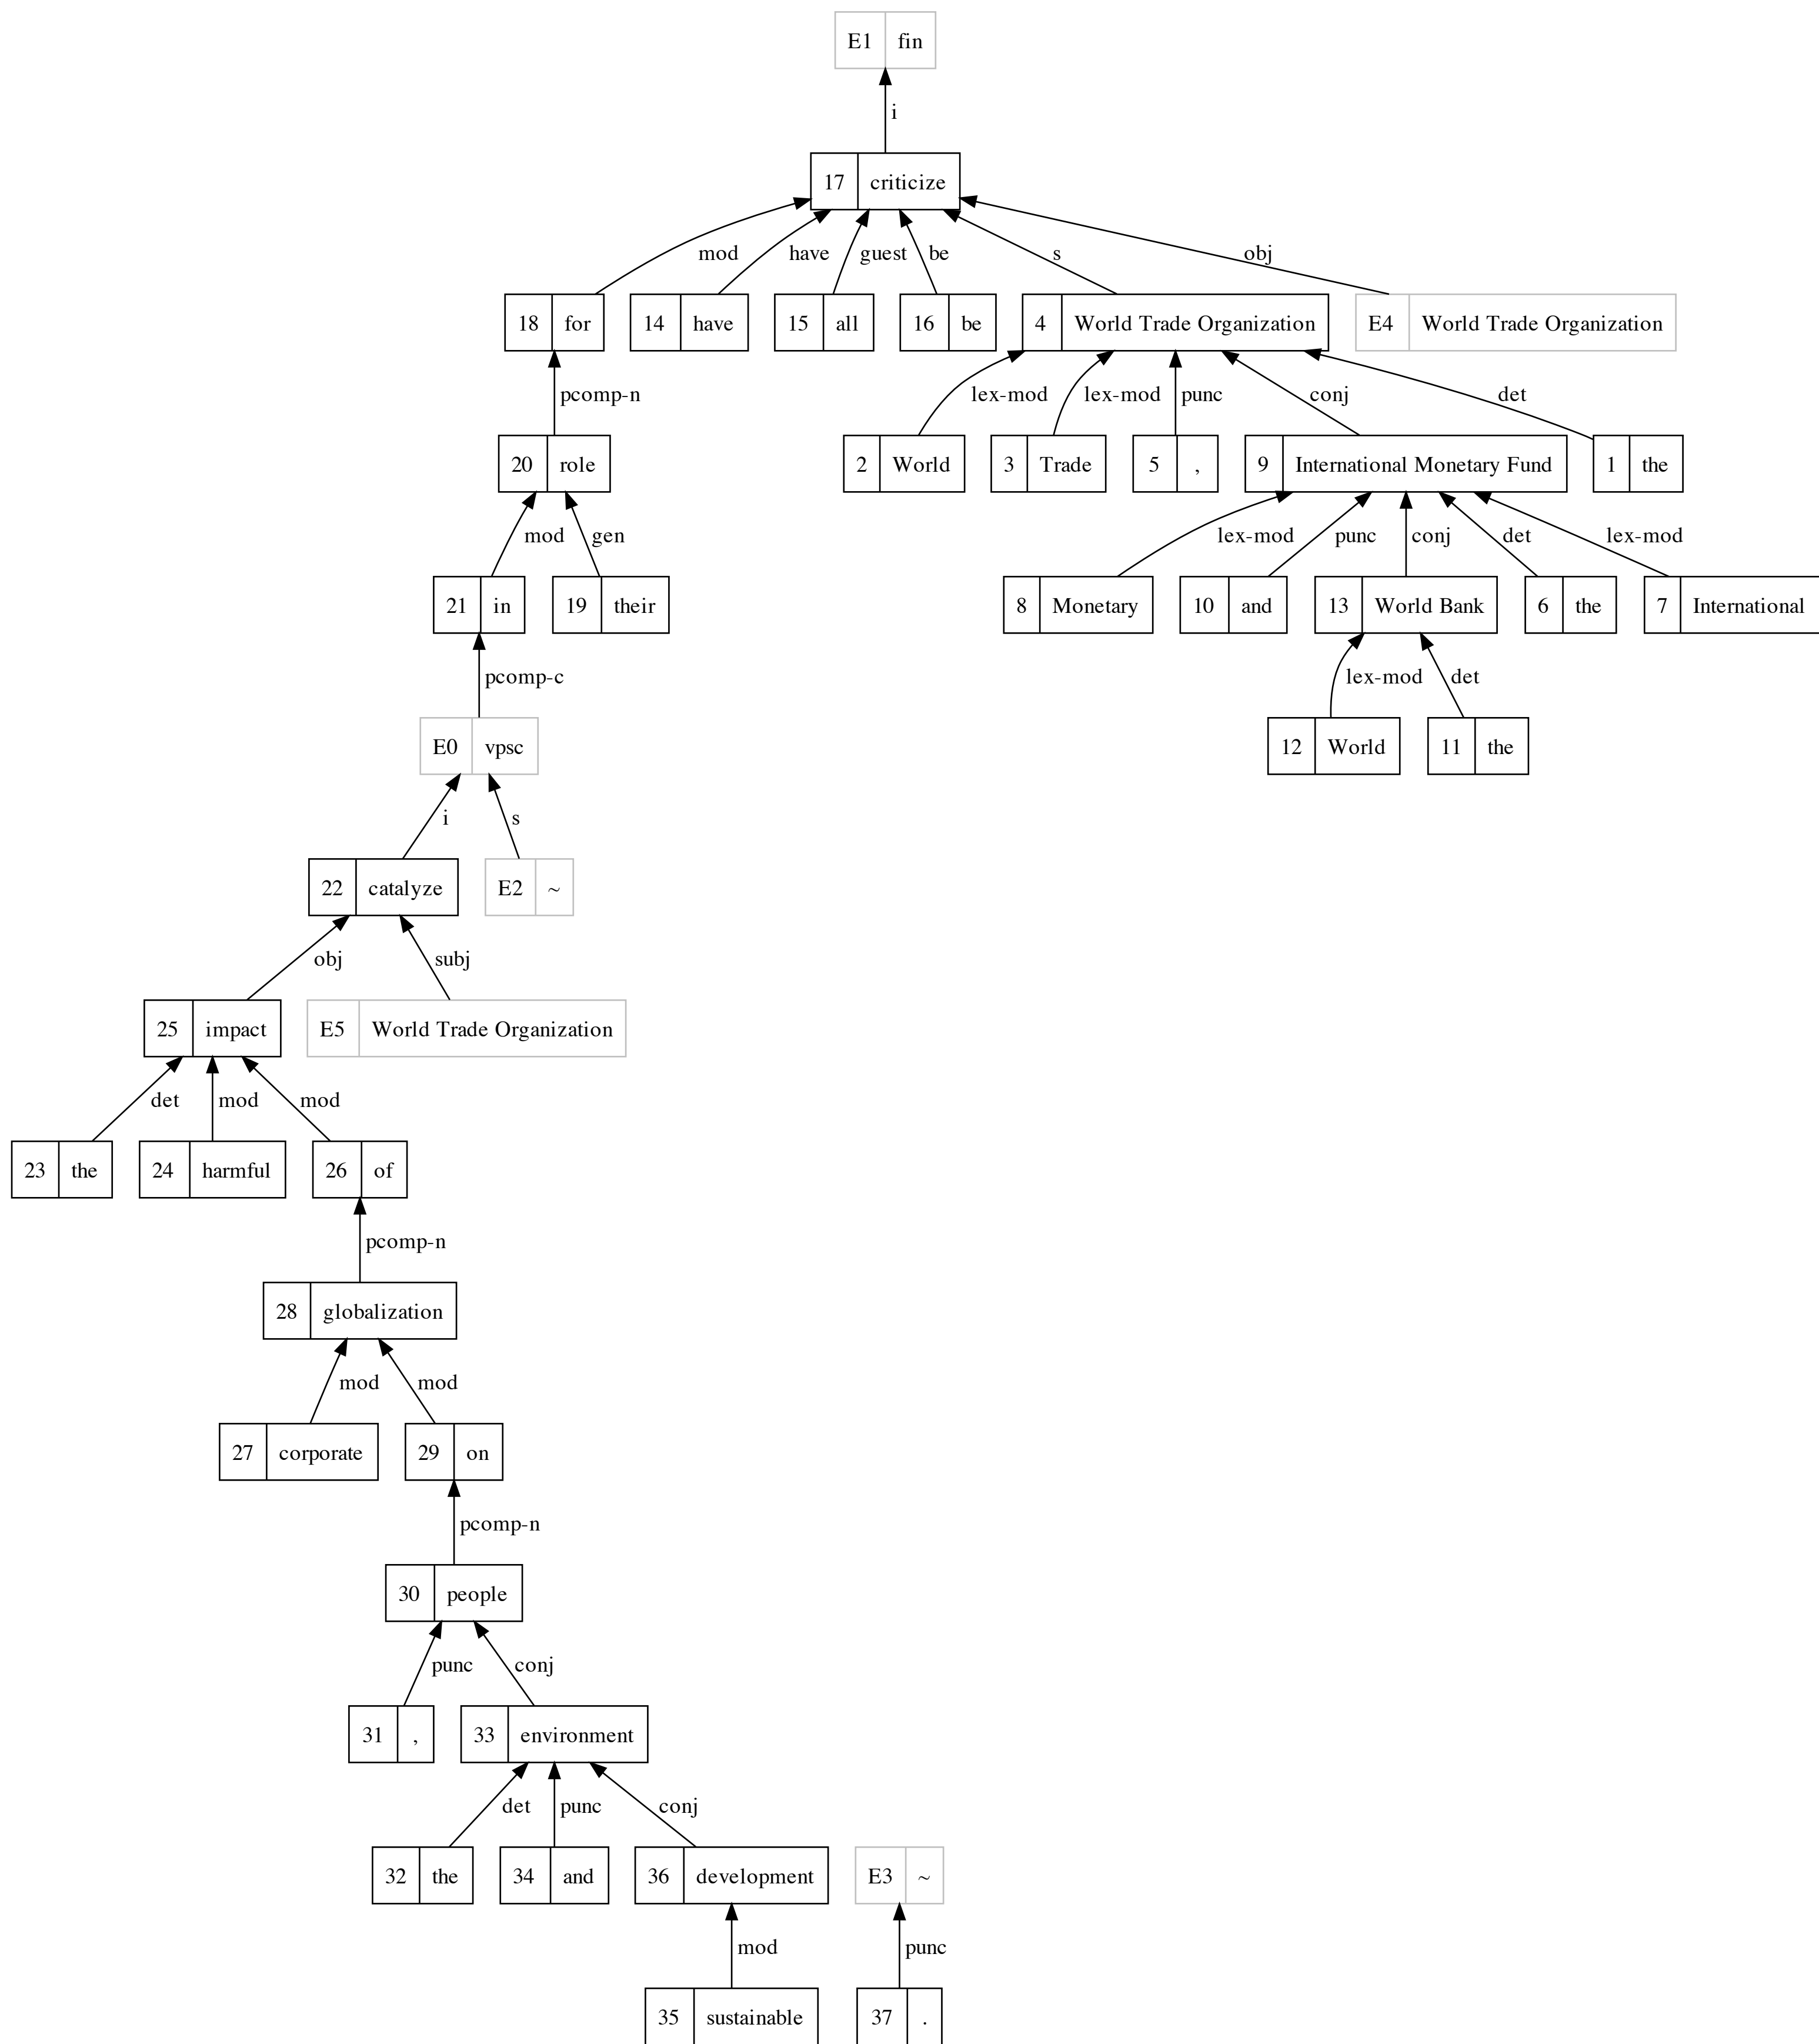 E1 fin
i
17 criticize
mod have guest be s obj
18 for 14 have 15 all 16 be 4 World Trade Organization E4 World Trade Organization
pcomp-n lex-mod lex-mod punc conj det
20 role 2 World 3 Trade 5 , 9 International Monetary Fund 1 the
mod gen lex-mod punc conj det lex-mod
21 in 19 their 8 Monetary 10 and 13 World Bank 6 the 7 International
pcomp-c lex-mod det
E0 vpsc 12 World 11 the
i s
22 catalyze E2 ~
obj subj
25 impact E5 World Trade Organization
det mod mod
23 the 24 harmful 26 of
pcomp-n
28 globalization
mod mod
27 corporate 29 on
pcomp-n
30 people
punc conj
31 , 33 environment
det punc conj
32 the 34 and 36 development E3 ~
mod punc
35 sustainable 37 .